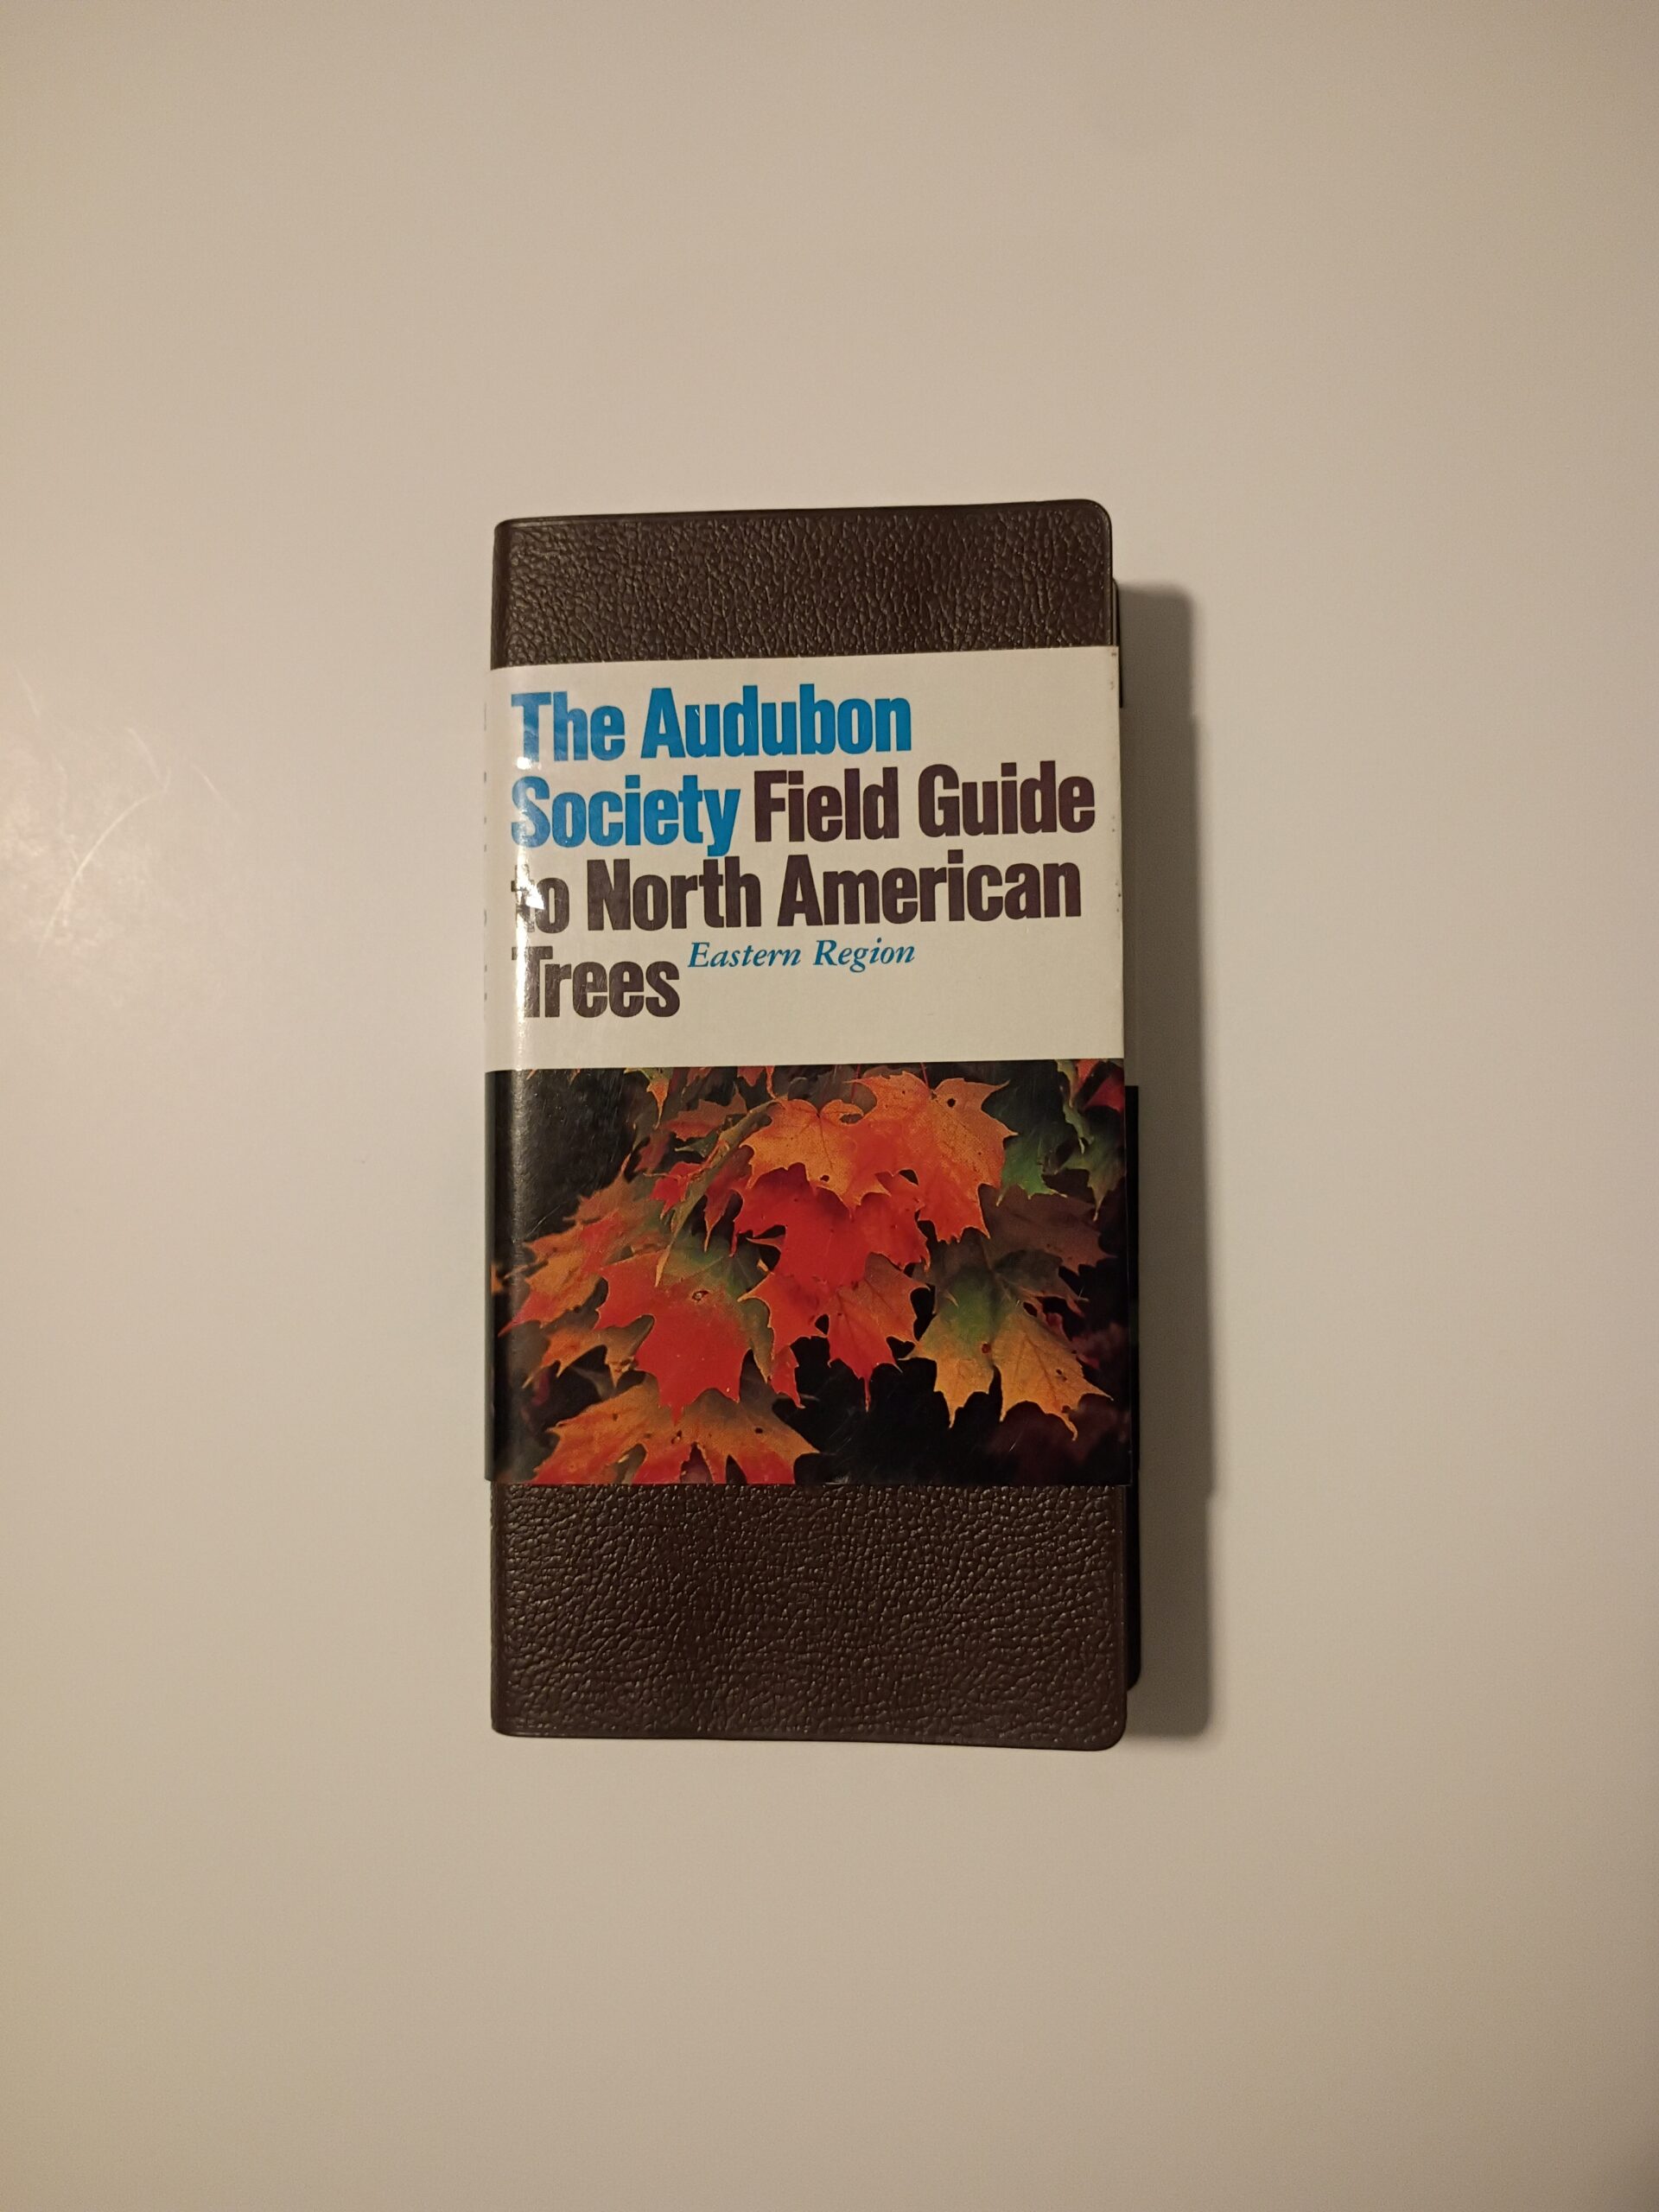 The Audubon
Society Field Guide
to North American
Trees Eastern Region